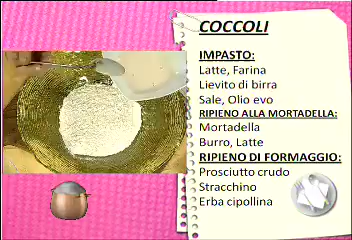 COCCOLI
IMPASTO:
Latte, Farina
Lievito di birra
Sale, Olio evo
RIPIENO ALLA MORTADELLA:
Mortadella
Burro, Latte
RIPIENO DI FORMAGGIO:
Prosciutto crudo
Stracchino
Erba cipollina